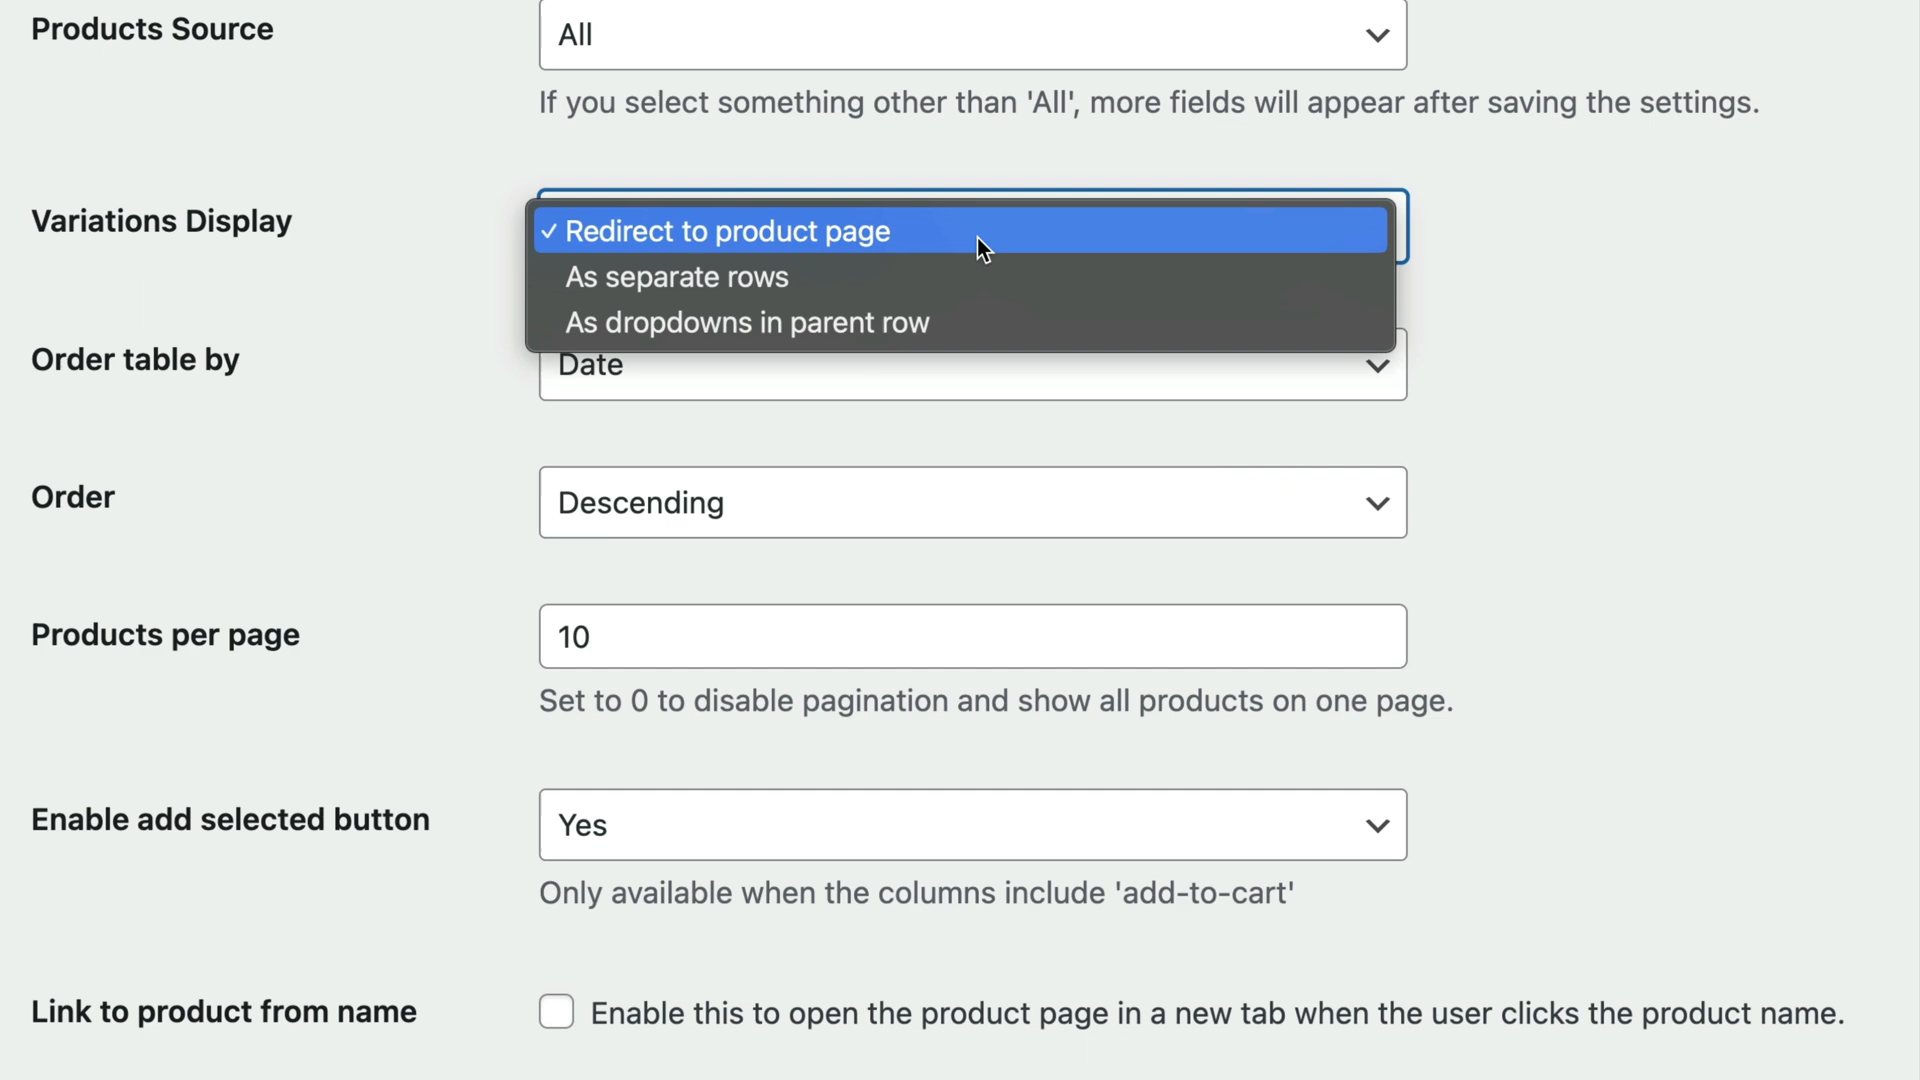 Products Source
All
If you select something other than 'All', more fields will appear after saving the settings.
Variations Display
✓ Redirect to product page
As separate rows
As dropdowns in parent row
Order table by
Date
Order
Descending
Products per page
10
Set to 0 to disable pagination and show all products on one page.
Enable add selected button
Yes
Only available when the columns include 'add-to-cart'
Link to product from name
Enable this to open the product page in a new tab when the user clicks the product name.